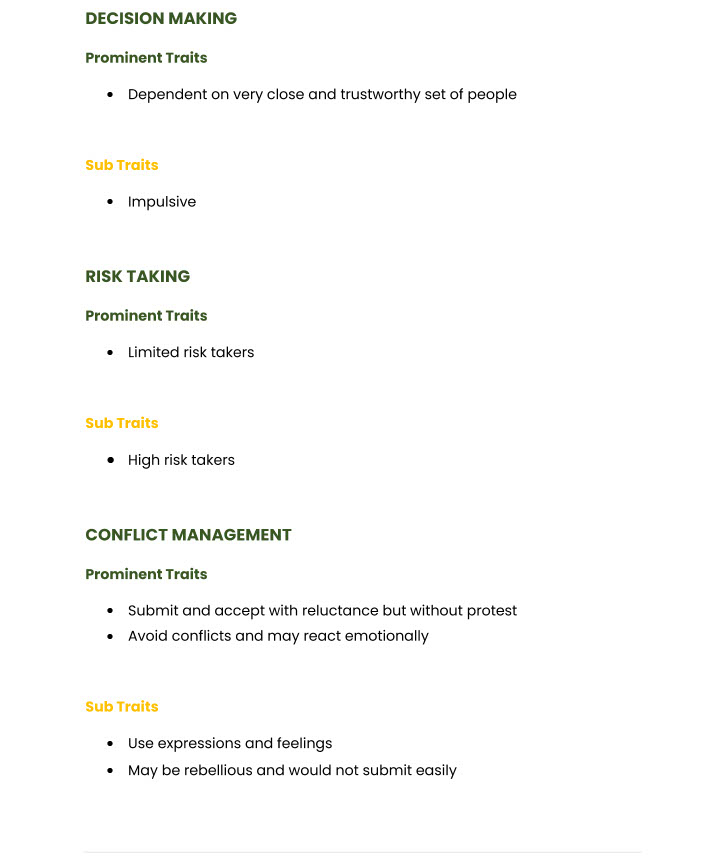 DECISION MAKING
Prominent Traits
• Dependent on very close and trustworthy set of people
Sub Traits
• Impulsive
RISK TAKING
Prominent Traits
• Limited risk takers
Sub Traits
• High risk takers
CONFLICT MANAGEMENT
Prominent Traits
• Submit and accept with reluctance but without protest
• Avoid conflicts and may react emotionally
Sub Traits
• Use expressions and feelings
• May be rebellious and would not submit easily